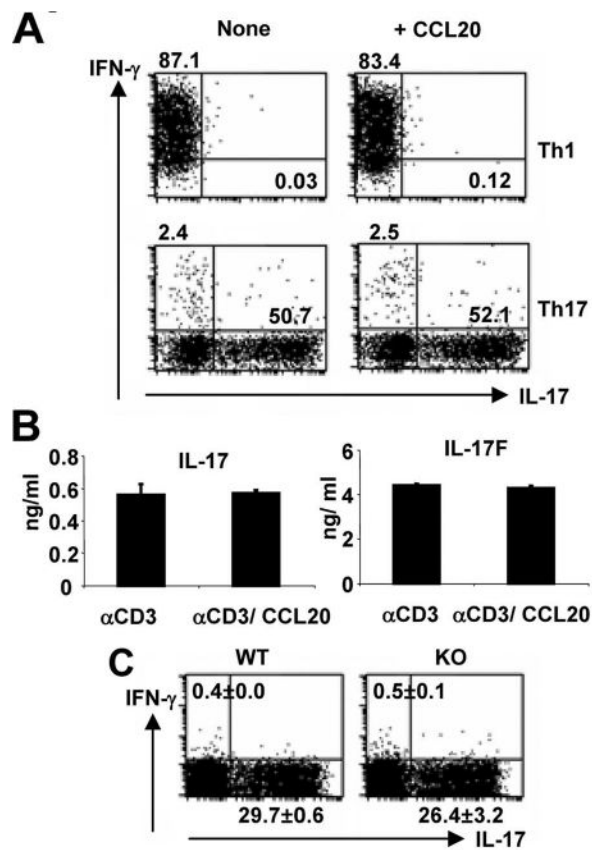 A
None + CCL20
IFN-γ
87.1 83.4
0.03 0.12
Th1
2.4 2.5
50.7 52.1
Th17
IL-17
B
IL-17
ng/ml
0.8
0.6
0.4
0.2
0
αCD3 αCD3/ CCL20
IL-17F
ng/ ml
6
4
2
0
αCD3 αCD3/ CCL20
C
WT KO
IFN-γ
0.4±0.0 0.5±0.1
29.7±0.6 26.4±3.2
IL-17